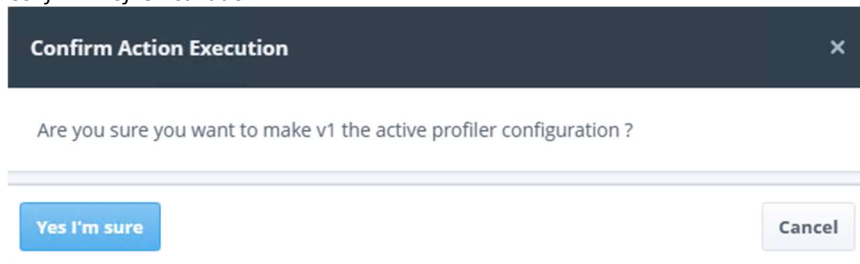 Confirm Action Execution ×
Are you sure you want to make v1 the active profiler configuration ?
Yes I'm sure
Cancel